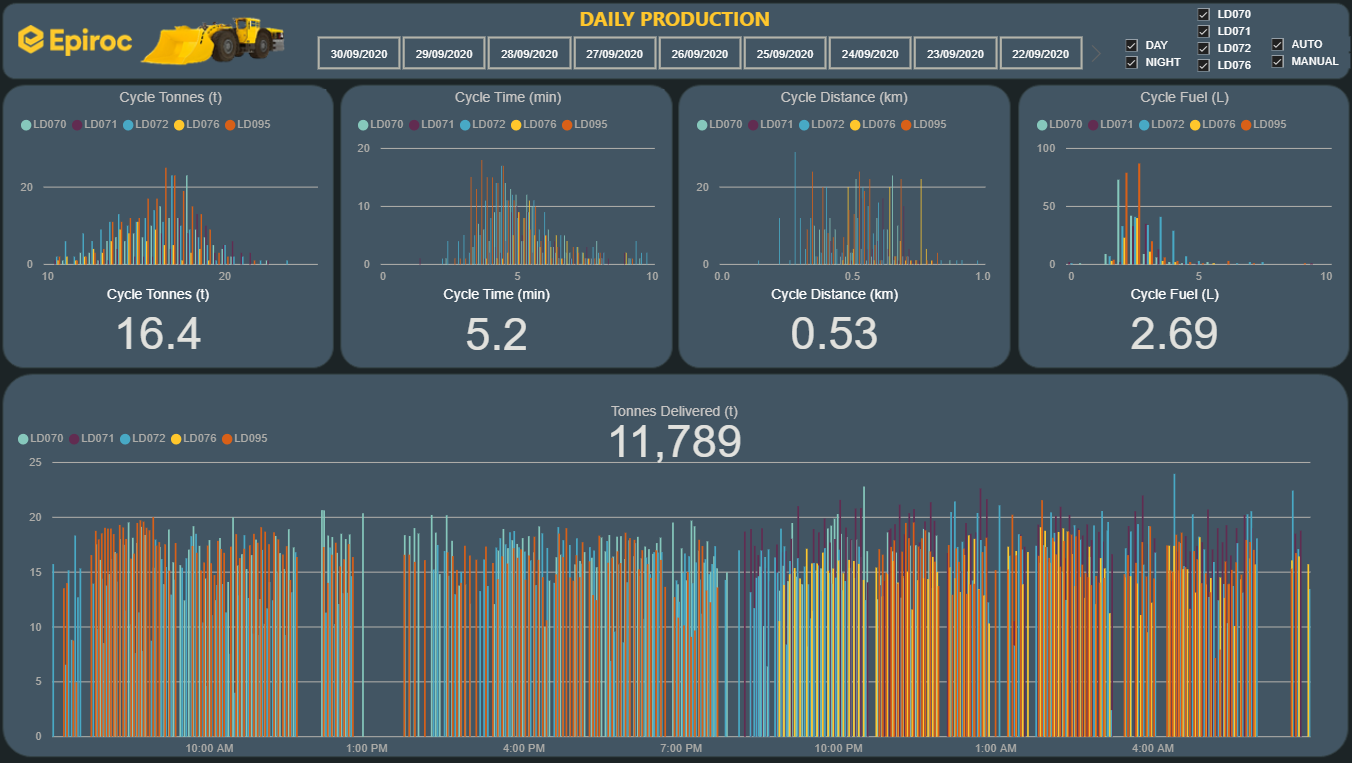 Epiroc
DAILY PRODUCTION
30/09/2020 29/09/2020 28/09/2020 27/09/2020 26/09/2020 25/09/2020 24/09/2020 23/09/2020 22/09/2020
DAY
NIGHT
LD070
LD071
LD072
LD076
AUTO
MANUAL
Cycle Tonnes (t)
LD070 LD071 LD072 LD076 LD095
20
0
10 20
Cycle Tonnes (t)
16.4
Cycle Time (min)
LD070 LD071 LD072 LD076 LD095
20
10
0
0 5 10
Cycle Time (min)
5.2
Cycle Distance (km)
LD070 LD071 LD072 LD076 LD095
20
0
0.0 0.5 1.0
Cycle Distance (km)
0.53
Cycle Fuel (L)
LD070 LD071 LD072 LD076 LD095
100
50
0
0 5 10
Cycle Fuel (L)
2.69
Tonnes Delivered (t)
11,789
LD070 LD071 LD072 LD076 LD095
25
20
15
10
5
0
10:00 AM 1:00 PM 4:00 PM 7:00 PM 10:00 PM 1:00 AM 4:00 AM